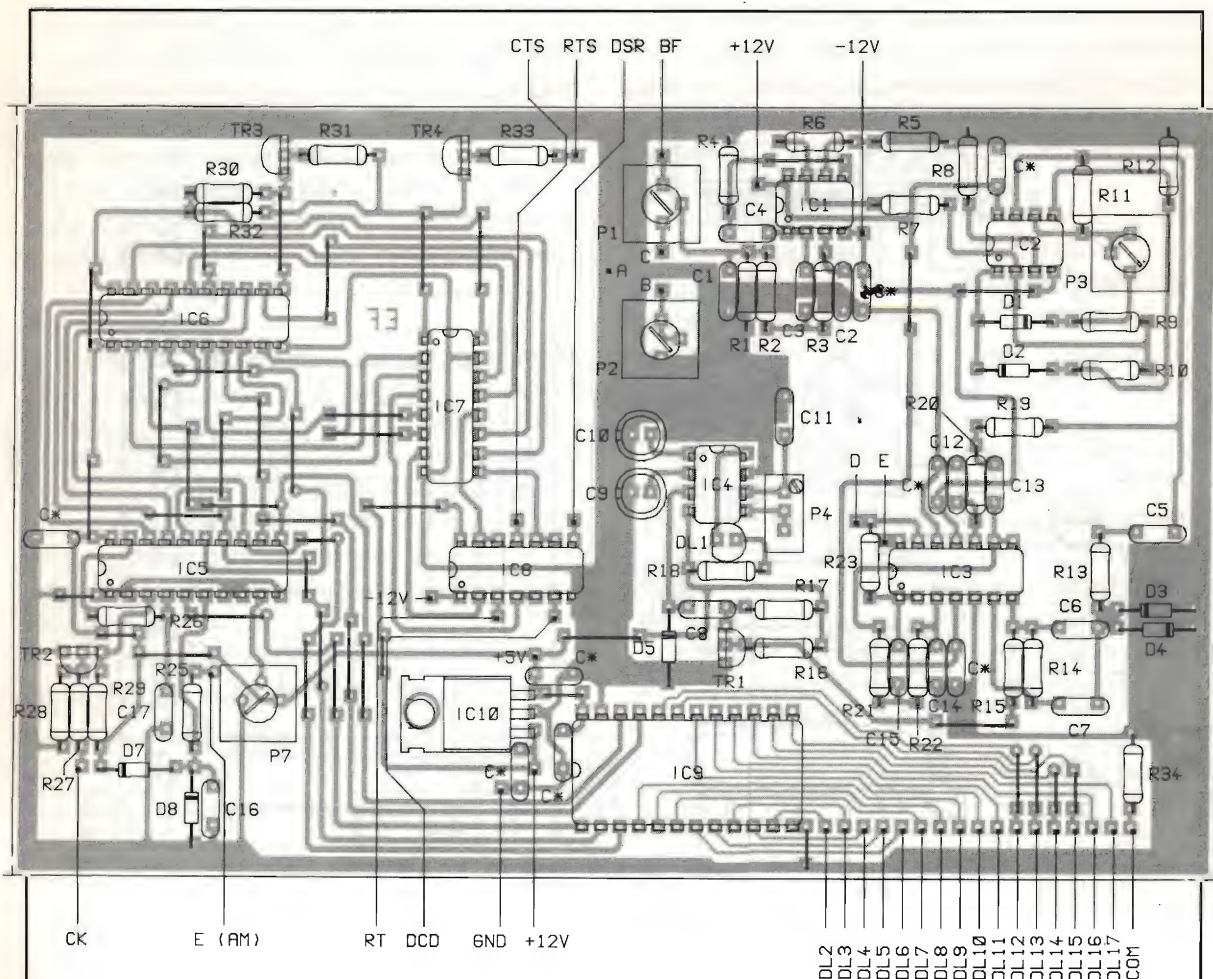 CTS RTS DSR BF +12V -12V
TR3 R31 TR4 R33 R4 R6 R5 R8 C* R12
R30 R11
R32 P1 C4 IC1 R7 IC2
C P3
A C1
B C*
IC6 33 C3 C2 D1 R9
R1 R2 R3
P2 D2 R10
IC7 R20 R19
C10 C11 C12
D E C* C13
C9 IC4 P4 C5
C* DL1
IC5 IC8 R18 R23 IC3 R13 D3
-12V R17 C6
R26 C8 D4
TR2 +5V C* D5 R16 C* R14
R25 TR1
R29 IC10 R21 R15
R28 C17 C15 C14 C7
P7 R22
D7 C* IC9
R27 C* R34
D8 C16
CK E (AM) RT DCD GND +12V
DL2
DL3
DL4
DL5
DL6
DL7
DL8
DL9
DL10
DL11
DL12
DL13
DL14
DL15
DL16
DL17
COM